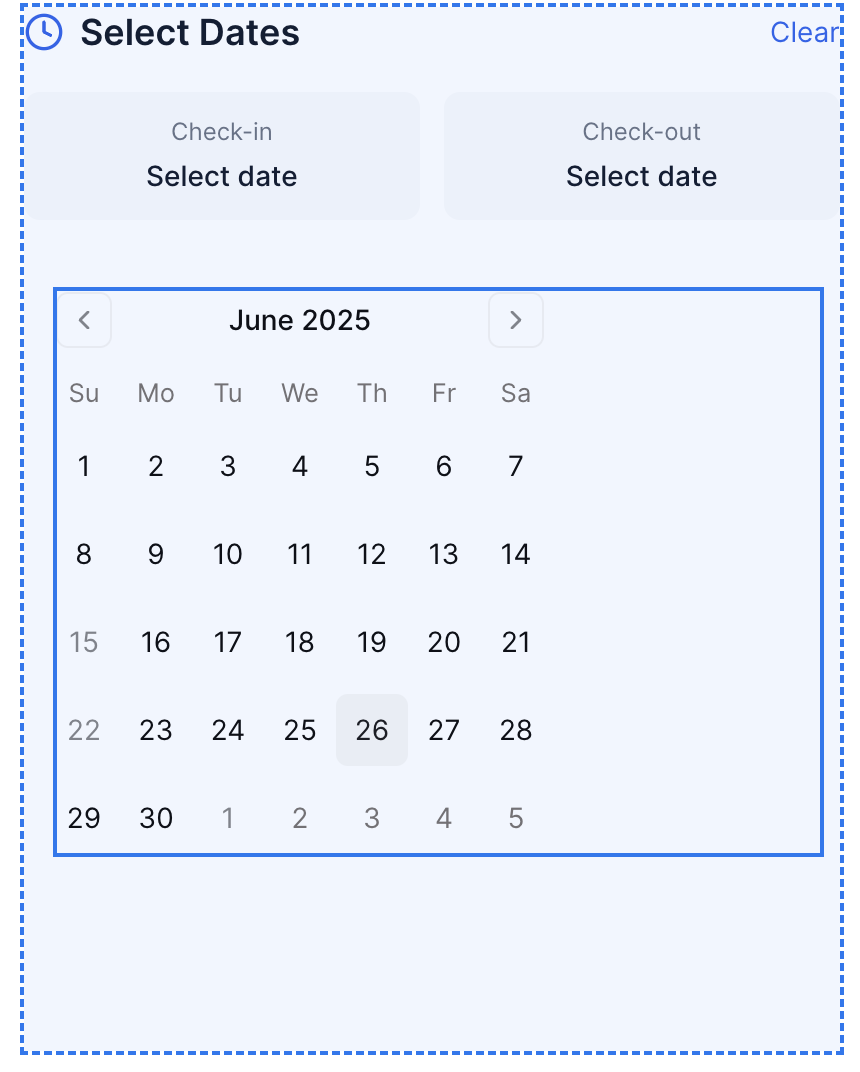 Select Dates Clear
Check-in Check-out
Select date Select date
June 2025
Su Mo Tu We Th Fr Sa
1 2 3 4 5 6 7
8 9 10 11 12 13 14
15 16 17 18 19 20 21
22 23 24 25 26 27 28
29 30 1 2 3 4 5